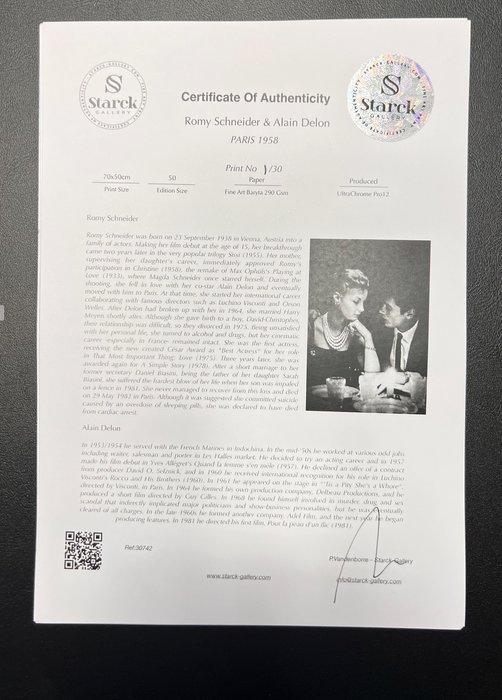 STARCK-GALLERY.COM
SS
Starck
GALLERY
Certificate Of Authenticity
Romy Schneider & Alain Delon
PARIS 1958
Print No 1/30
70x50cm
Print Size
50
Edition Size
Paper
Fine Art Baryta 290 Gsm
Produced
UltraChrome Pro12
SS
Starck
GALLERY
CERTIFICATE OF AUTHENTICITY
Romy Schneider
Romy Schneider was born on 23 September 1938 in Vienna, Austria into a
family of actors. Making her film debut at the age of 15, her breakthrough
came two years later in the very popular trilogy Sissi (1955). Her mother,
supervising her daughter's career, immediately approved Romy's
participation in Christine (1958), the remake of Max Ophüls's Playing at
Love (1933), where Magda Schneider once starred herself. During the
shooting, she fell in love with her co-star Alain Delon and eventually
moved with him to Paris. At that time, she started her international career
collaborating with famous directors such as Luchino Visconti and Orson
Welles. After Delon had broken up with her in 1964, she married Harry
Meyen shortly after. Although she gave birth to a boy, David-Christopher,
their relationship was difficult, so they divorced in 1975. Being unsatisfied
with her personal life, she turned to alcohol and drugs, but her cinematic
career -especially in France- remained intact. She was the first actress,
receiving the new created César Award as "Best Actress" for her role
in That Most Important Thing: Love (1975). Three years later, she was
awarded again for A Simple Story (1978). After a short marriage to her
former secretary Daniel Biasini, being the father of her daughter Sarah
Biasini, she suffered the hardest blow of her life when her son was impaled
on a fence in 1981. She never managed to recover from this loss and died
on 29 May 1982 in Paris. Although it was suggested she committed suicide
caused by an overdose of sleeping pills, she was declared to have died
from cardiac arrest.
Alain Delon
In 1953/1954 he served with the French Marines in Indochina. In the mid-'50s he worked at various odd jobs
including waiter, salesman and porter in Les Halles market. He decided to try an acting career and in 1957
made his film debut in Yves Allégret's Quand la femme s'en mêle (1957). He declined an offer of a contract
from producer David O. Selznick, and in 1960 he received international recognition for his role in Luchino
Visconti's Rocco and His Brothers (1960). In 1961 he appeared on the stage in "'Tis a Pity She's a Whore",
directed by Visconti, in Paris. In 1964 he formed his own production company, Delbeau Productions, and he
produced a short film directed by Guy Gilles. In 1968 he found himself involved in murder, drug and sex
scandal that indirectly implicated major politicians and show-business personalities, but he was eventually
cleared of all charges. In the late 1960s he formed another company, Adel Film, and the next year he began
producing features. In 1981 he directed his first film, Pour la peau d'un flic (1981).
Ref:30742
www.starck-gallery.com
P.Vandenborre - Starck-Gallery
info@starck-gallery.com